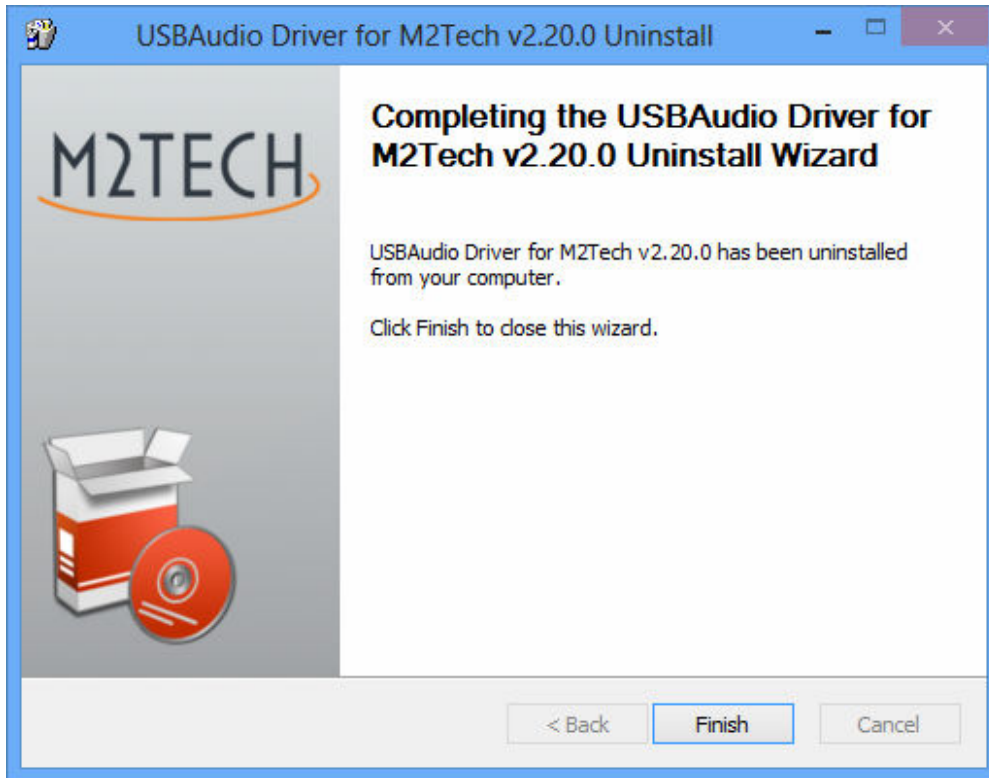 USBAudio Driver for M2Tech v2.20.0 Uninstall
M2TECH
Completing the USBAudio Driver for
M2Tech v2.20.0 Uninstall Wizard
USBAudio Driver for M2Tech v2.20.0 has been uninstalled
from your computer.
Click Finish to close this wizard.
< Back
Finish
Cancel